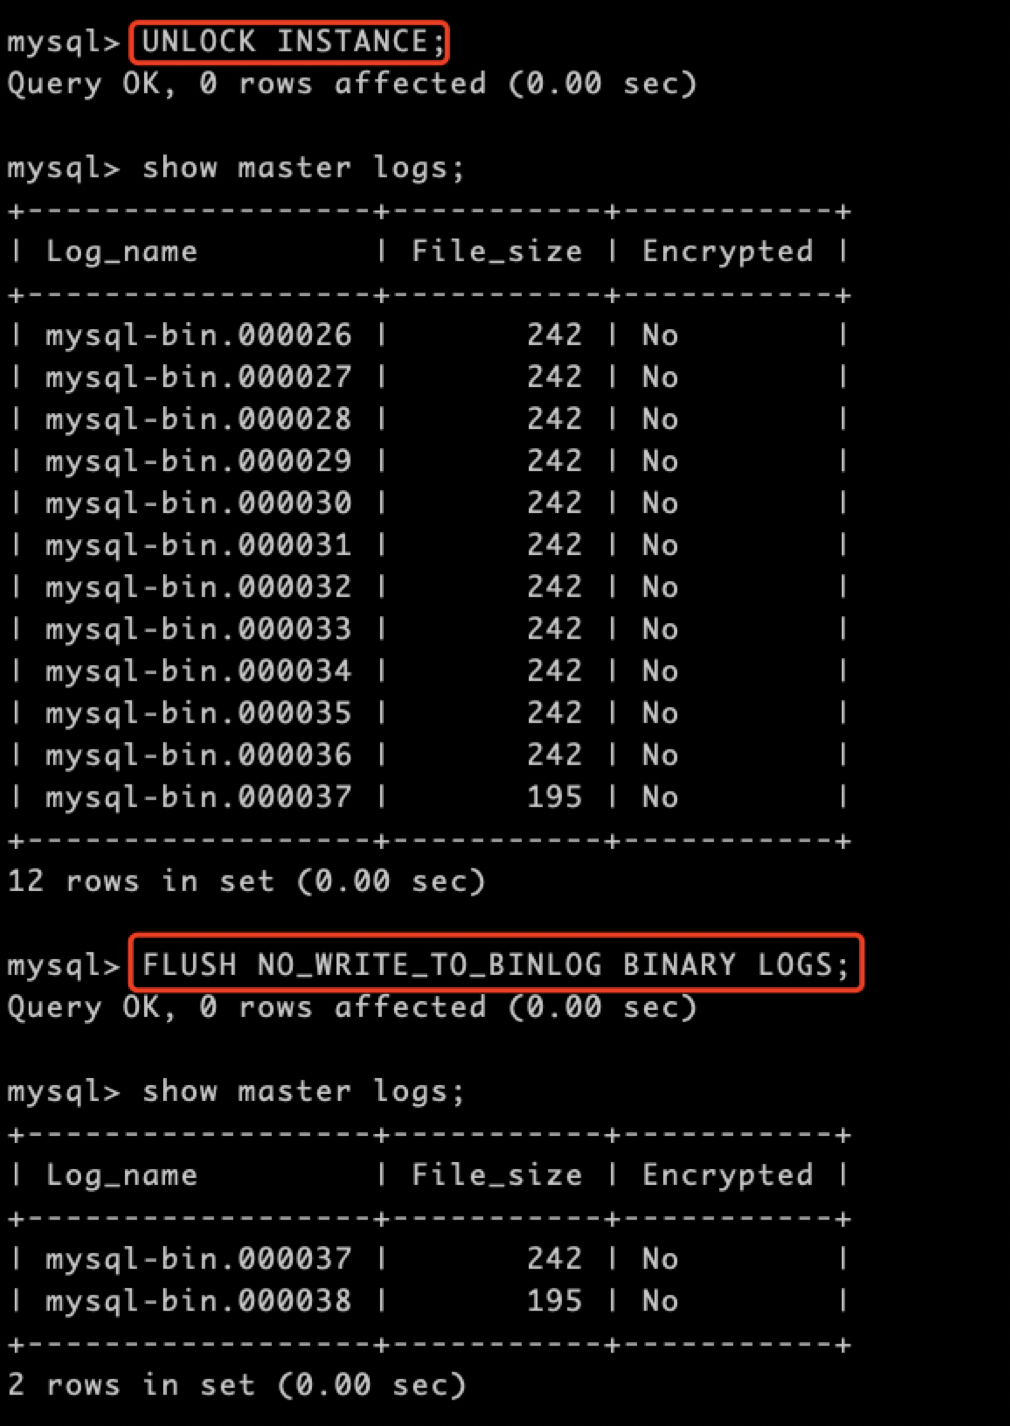 mysql> UNLOCK INSTANCE;
Query OK, 0 rows affected (0.00 sec)
mysql> show master logs;
+------------------+-----------+-----------+
| Log_name         | File_size | Encrypted |
+------------------+-----------+-----------+
| mysql-bin.000026 |       242 | No        |
| mysql-bin.000027 |       242 | No        |
| mysql-bin.000028 |       242 | No        |
| mysql-bin.000029 |       242 | No        |
| mysql-bin.000030 |       242 | No        |
| mysql-bin.000031 |       242 | No        |
| mysql-bin.000032 |       242 | No        |
| mysql-bin.000033 |       242 | No        |
| mysql-bin.000034 |       242 | No        |
| mysql-bin.000035 |       242 | No        |
| mysql-bin.000036 |       242 | No        |
| mysql-bin.000037 |       195 | No        |
+------------------+-----------+-----------+
12 rows in set (0.00 sec)
mysql> FLUSH NO_WRITE_TO_BINLOG BINARY LOGS;
Query OK, 0 rows affected (0.00 sec)
mysql> show master logs;
+------------------+-----------+-----------+
| Log_name         | File_size | Encrypted |
+------------------+-----------+-----------+
| mysql-bin.000037 |       242 | No        |
| mysql-bin.000038 |       195 | No        |
+------------------+-----------+-----------+
2 rows in set (0.00 sec)